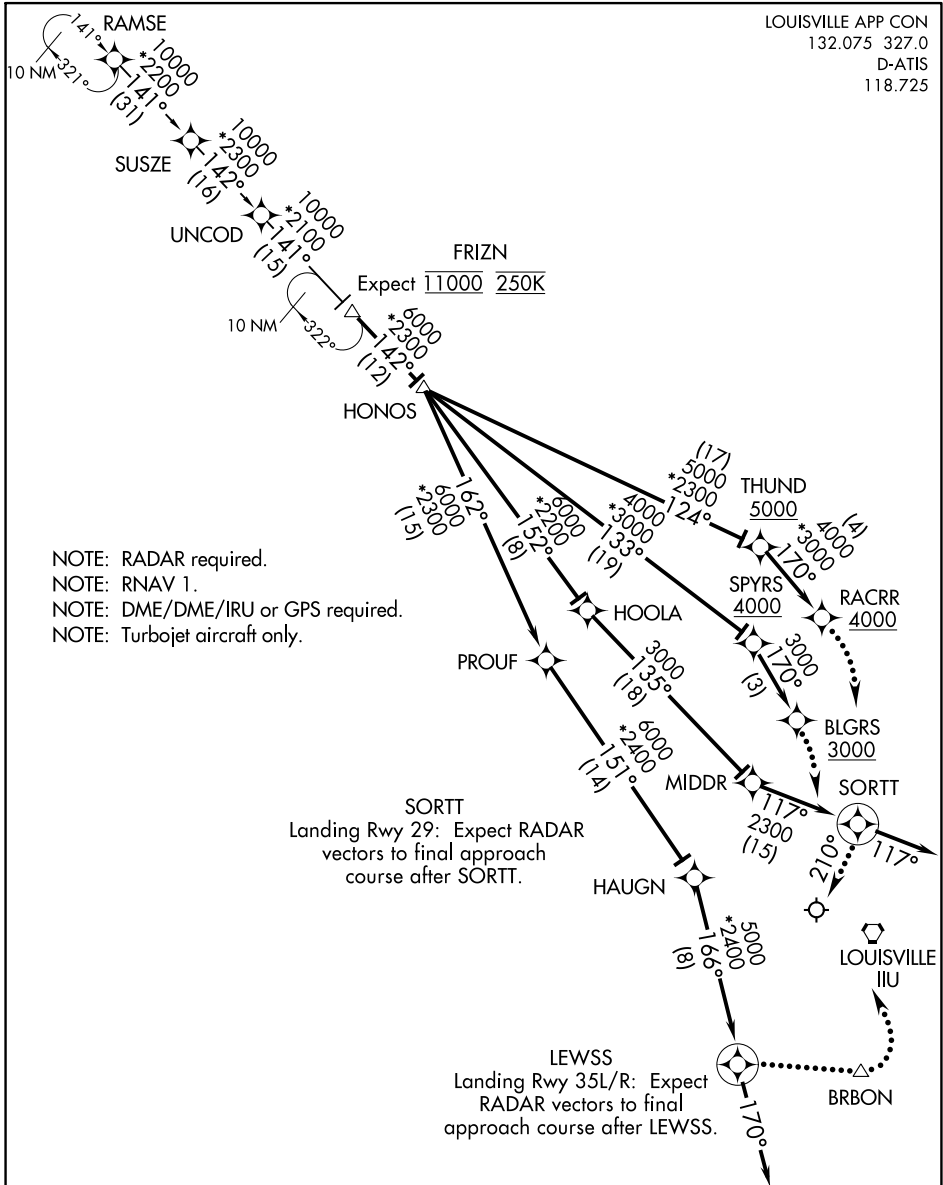 RAMSE
141°
10 NM
321°
10000
*2200
141°
(31)
LOUISVILLE APP CON
132.075 327.0
D-ATIS
118.725
SUSZE
10000
*2300
142°
(16)
UNCOD
10000
*2100
141°
(15)
FRIZN
Expect 11000 250K
10 NM
322°
6000
*2300
142°
(12)
HONOS
(17)
5000
*2300
124°
THUND
5000
(4)
4000
*3000
170°
RACRR
4000
4000
*3000
133°
(19)
SPYRS
4000
3000
170°
(3)
BLGRS
3000
6000
*2200
152°
(8)
HOOLA
3000
135°
(18)
MIDDR
117°
2300
(15)
SORTT
117°
210°
162°
6000
*2300
(15)
PROUF
6000
*2400
151°
(14)
HAUGN
5000
*2400
166°
(8)
NOTE: RADAR required.
NOTE: RNAV 1.
NOTE: DME/DME/IRU or GPS required.
NOTE: Turbojet aircraft only.
SORTT
Landing Rwy 29: Expect RADAR
vectors to final approach
course after SORTT.
LOUISVILLE
IIU
BRBON
LEWSS
Landing Rwy 35L/R: Expect
RADAR vectors to final
approach course after LEWSS.
170°